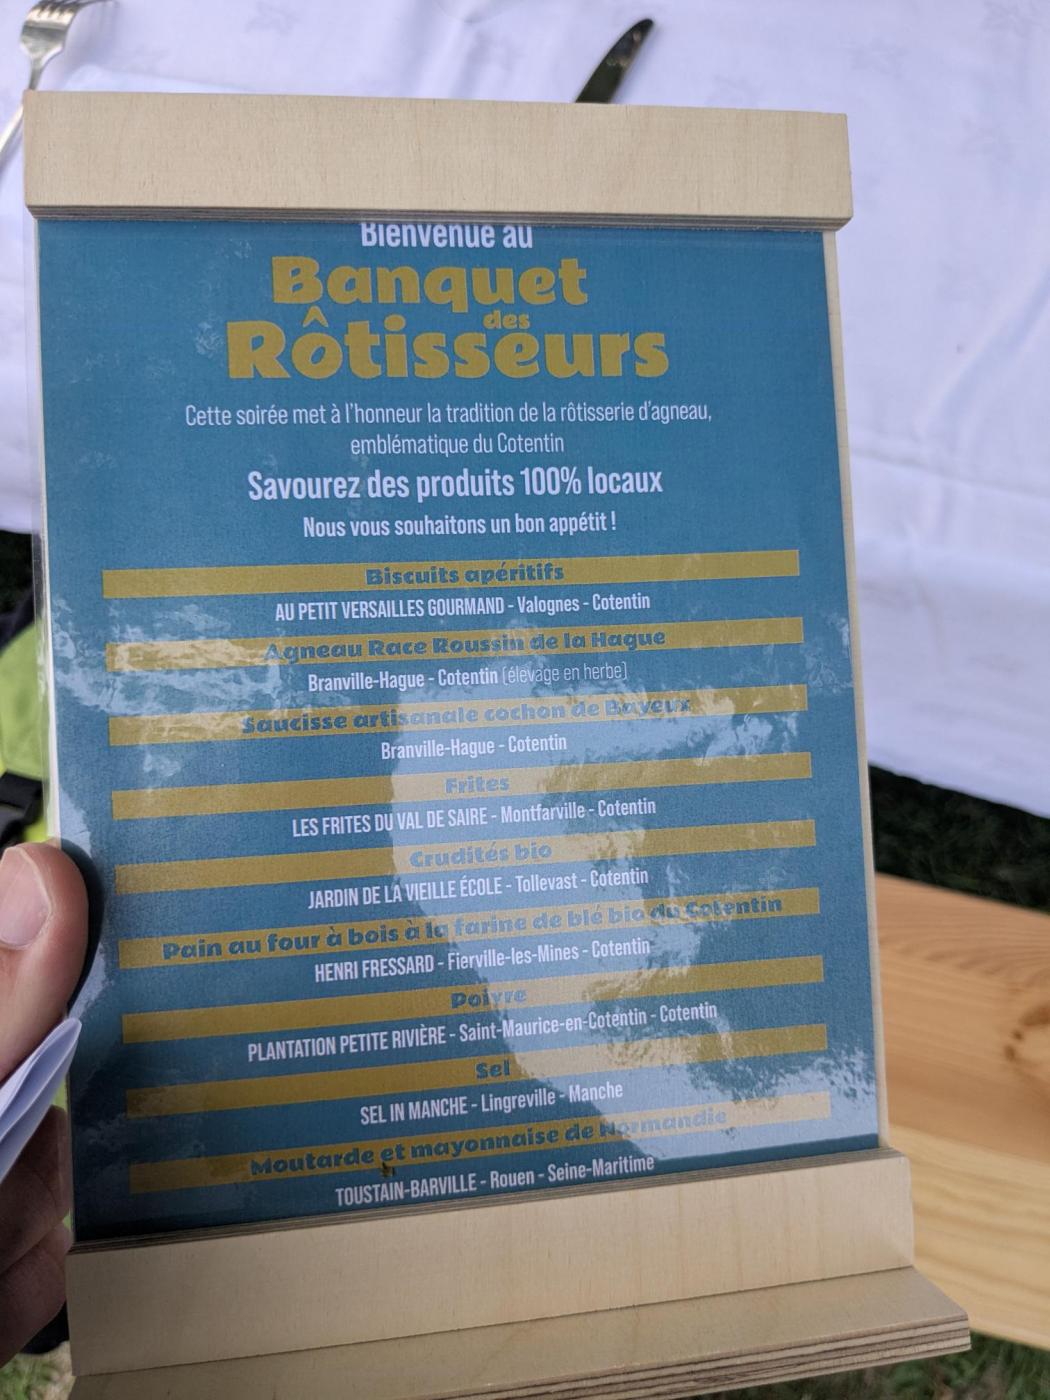 Bienvenue au
Banquet
des
Rôtisseurs
Cette soirée met à l'honneur la tradition de la rôtisserie d'agneau,
emblématique du Cotentin
Savourez des produits 100% locaux
Nous vous souhaitons un bon appétit !
Biscuits apéritifs
AU PETIT VERSAILLES GOURMAND - Valognes - Cotentin
Agneau Race Roussin de la Hague
Branville-Hague - Cotentin (élevage en herbe)
Saucisse artisanale cochon de Bayeux
Branville-Hague - Cotentin
Frites
LES FRITES DU VAL DE SAIRE - Montfarville - Cotentin
Crudités bio
JARDIN DE LA VIEILLE ÉCOLE - Tollevast - Cotentin
Pain au four à bois à la farine de blé bio du Cotentin
HENRI FRESSARD - Fierville-les-Mines - Cotentin
Poivre
PLANTATION PETITE RIVIÈRE - Saint-Maurice-en-Cotentin - Cotentin
Sel
SEL IN MANCHE - Lingreville - Manche
Moutarde et mayonnaise de Normandie
TOUSTAIN-BARVILLE - Rouen - Seine-Maritime